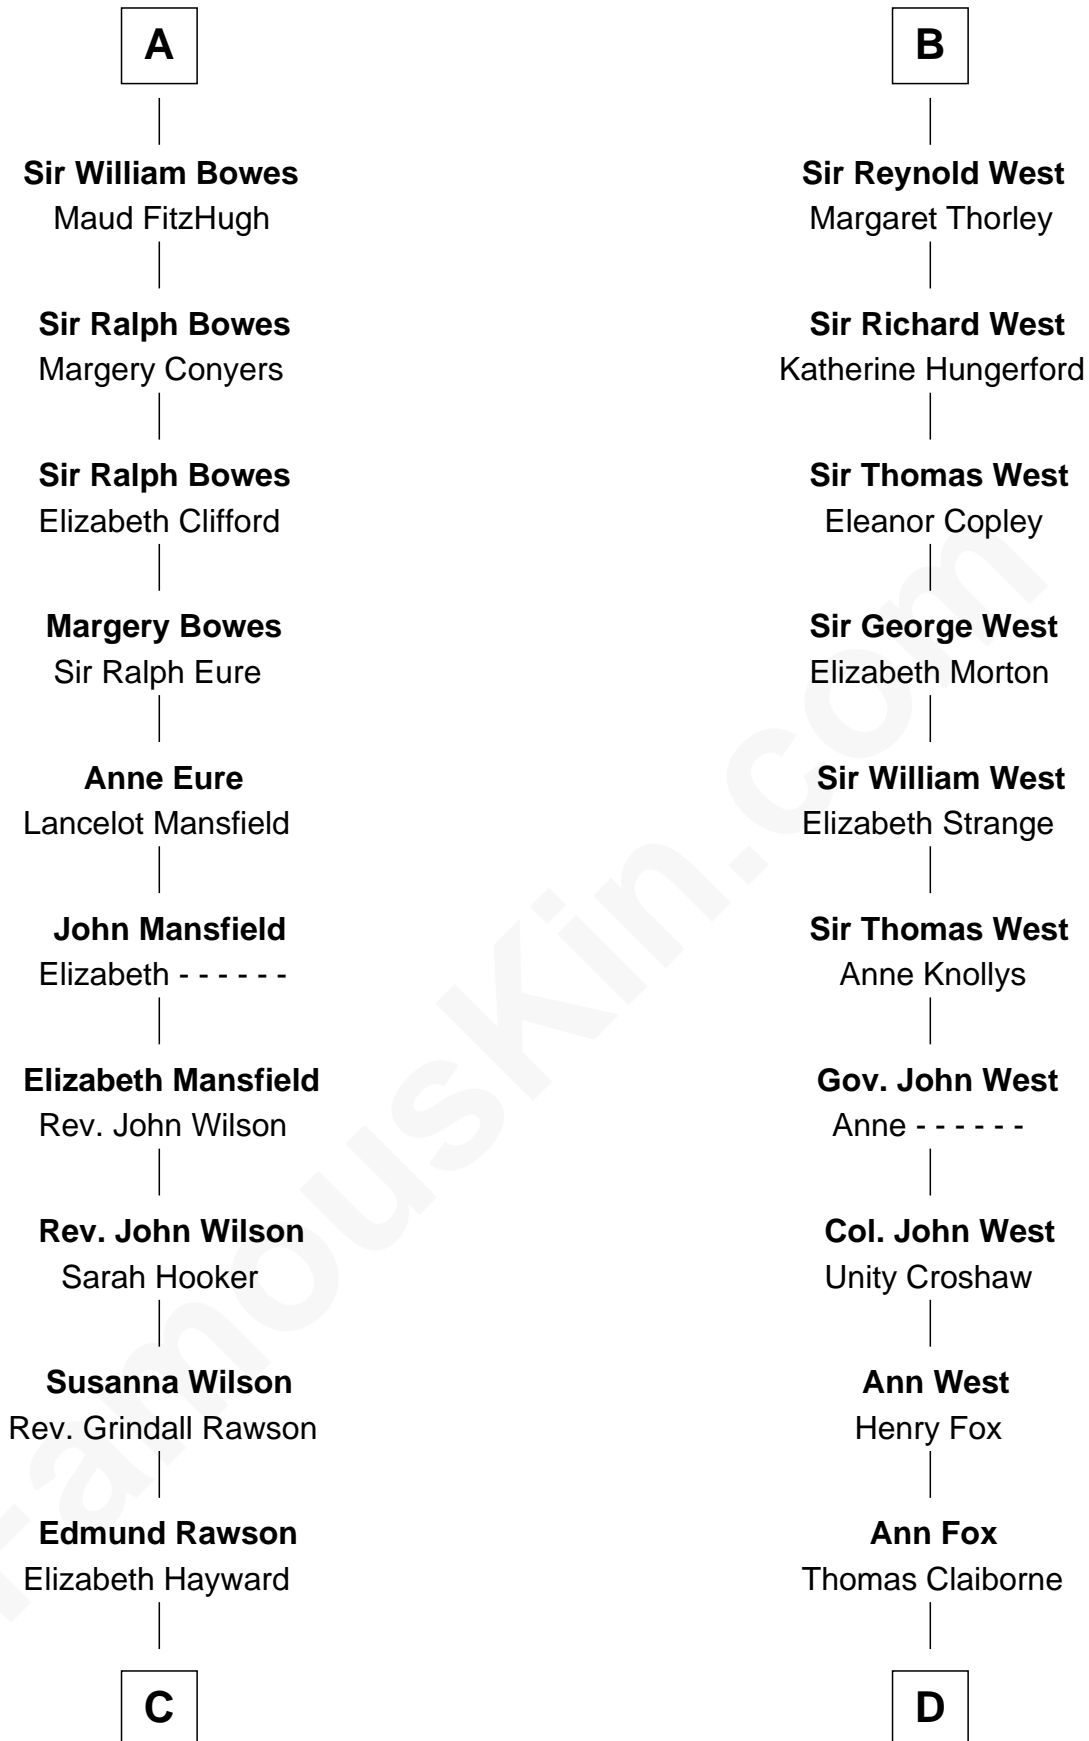 A
Sir William Bowes
Maud FitzHugh
Sir Ralph Bowes
Margery Conyers
Sir Ralph Bowes
Elizabeth Clifford
Margery Bowes
Sir Ralph Eure
Anne Eure
Lancelot Mansfield
John Mansfield
Elizabeth - - - - - -
Elizabeth Mansfield
Rev. John Wilson
Rev. John Wilson
Sarah Hooker
Susanna Wilson
Rev. Grindall Rawson
Edmund Rawson
Elizabeth Hayward
C
B
Sir Reynold West
Margaret Thorley
Sir Richard West
Katherine Hungerford
Sir Thomas West
Eleanor Copley
Sir George West
Elizabeth Morton
Sir William West
Elizabeth Strange
Sir Thomas West
Anne Knollys
Gov. John West
Anne - - - - - -
Col. John West
Unity Croshaw
Ann West
Henry Fox
Ann Fox
Thomas Claiborne
D
FamousKin.com